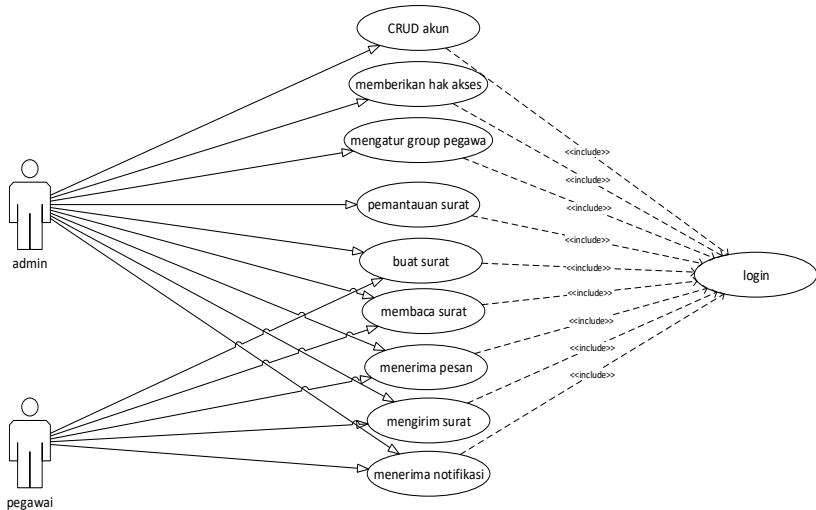 CRUD akun
memberikan hak akses
mengatur group pegawa
<<include>>
<<include>>
<<include>>
pemantauan surat
<<include>>
admin
buat surat
<<include>>
login
<<include>>
membaca surat
<<include>>
<<include>>
menerima pesan
<<include>>
mengirim surat
menerima notifikasi
pegawai